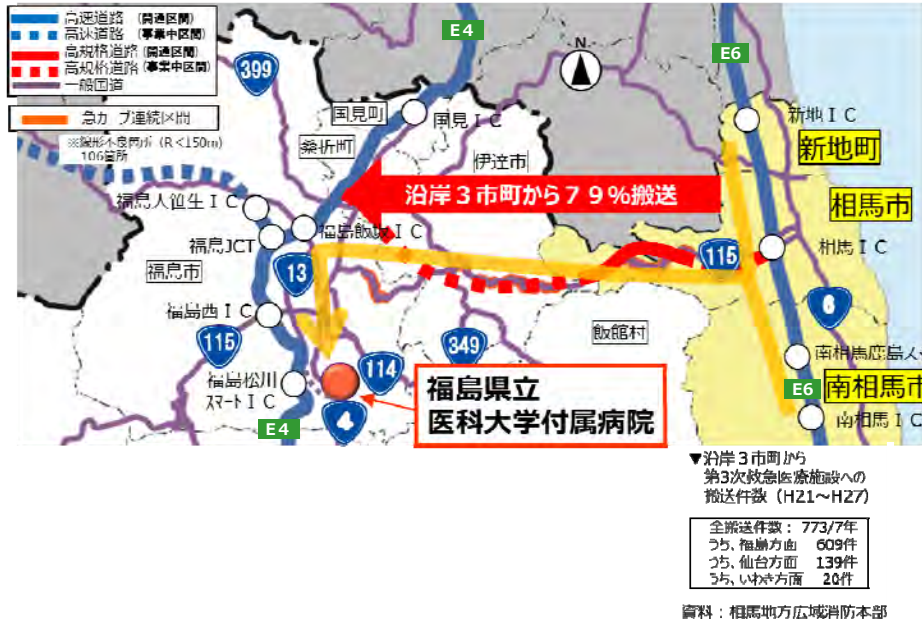 高速道路 (開通区間)
高速道路 (事業中区間)
高規格道路 (開通区間)
高規格道路 (事業中区間)
一般国道
急カーブ連続区間
※線形不良箇所 (R<150m)
106箇所
399
E4
E6
N
国見町
国見IC
桑折町
伊達市
新地IC
新地町
沿岸3市町から79%搬送
相馬市
福島大笹生IC
福島JCT
福島飯坂IC
福島市
13
115
相馬IC
6
福島西IC
115
飯館村
349
114
南相馬鹿島
福島松川
スマートIC
4
E4
福島県立
医科大学付属病院
E6
南相馬市
南相馬IC
▼沿岸3市町から
第3次救急医療施設への
搬送件数 (H21~H27)
全搬送件数:773/7年
うち、福島方面 609件
うち、仙台方面 139件
うち、いわき方面 20件
資料:相馬地方広域消防本部